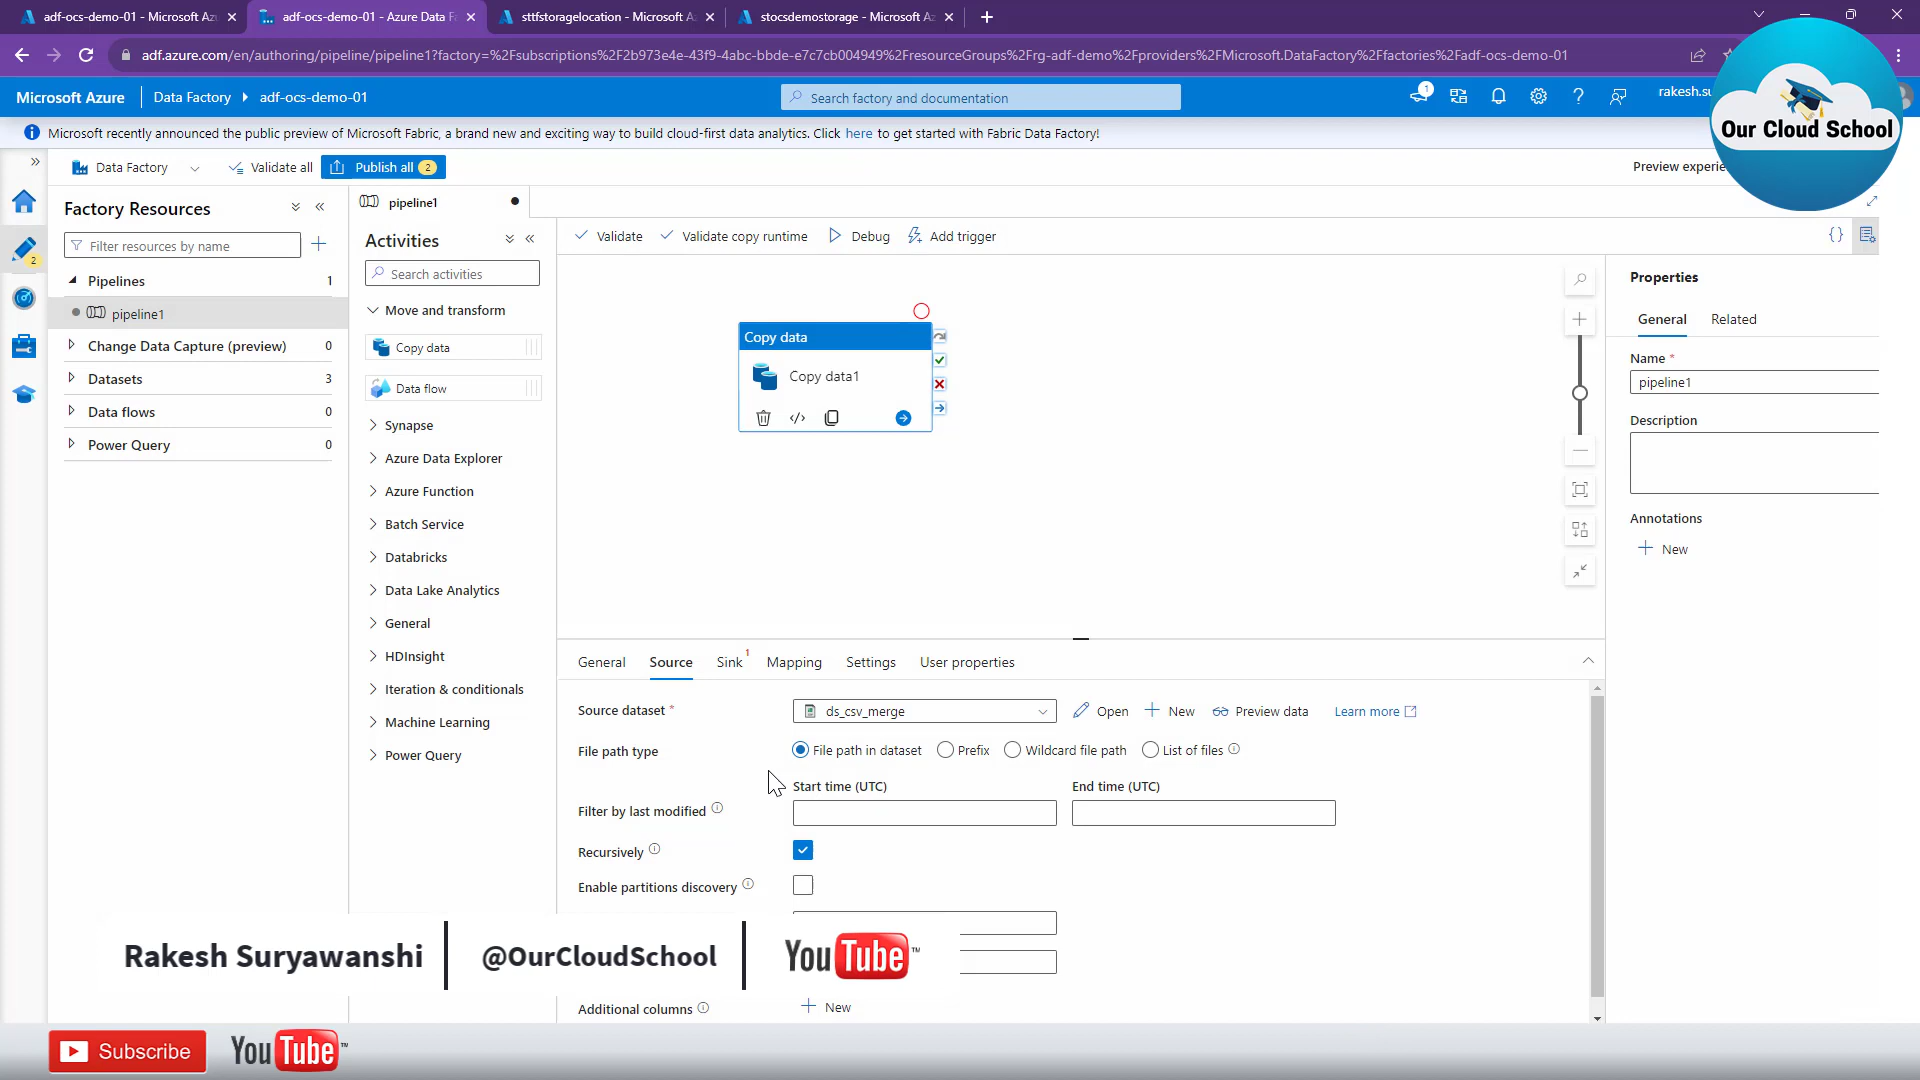 adf-ocs-demo-01 - Microsoft Az
adf-ocs-demo-01 - Azure Data Fa
sttfstoragelocation - Microsoft A
stocsdemostorage - Microsoft Az
adf.azure.com/en/authoring/pipeline/pipeline1?factory=%2Fsubscriptions%2F2b973e4e-43f9-4abc-bbde-e7c7cb004949%2FresourceGroups%2Frg-adf-demo%2Fproviders%2FMicrosoft.DataFactory%2Ffactories%2Fadf-ocs-demo-01
Microsoft Azure
Data Factory
adf-ocs-demo-01
Search factory and documentation
1
rakesh.su
Our Cloud School
Microsoft recently announced the public preview of Microsoft Fabric, a brand new and exciting way to build cloud-first data analytics. Click here to get started with Fabric Data Factory!
Data Factory
Validate all
Publish all 2
Preview experie
Factory Resources
Filter resources by name
2
Pipelines 1
pipeline1
Change Data Capture (preview) 0
Datasets 3
Data flows 0
Power Query 0
pipeline1
Activities
Search activities
Move and transform
Copy data
Data flow
Synapse
Azure Data Explorer
Azure Function
Batch Service
Databricks
Data Lake Analytics
General
HDInsight
Iteration & conditionals
Machine Learning
Power Query
Validate
Validate copy runtime
Debug
Add trigger
{}
Copy data
Copy data1
</>
General
Source
Sink 1
Mapping
Settings
User properties
Source dataset *
ds_csv_merge
Open
New
Preview data
Learn more
File path type
File path in dataset
Prefix
Wildcard file path
List of files
Start time (UTC)
End time (UTC)
Filter by last modified
Recursively
Enable partitions discovery
Additional columns
New
Properties
General
Related
Name *
pipeline1
Description
Annotations
New
Rakesh Suryawanshi
@OurCloudSchool
YouTube™
Subscribe
YouTube™